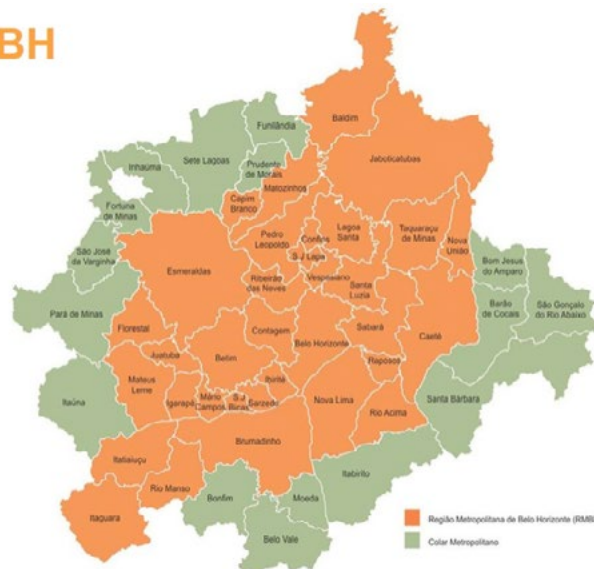 BH
Baldim
Funilândia
Jaboticatubas
Sete Lagoas
Inhaúma
Prudente
de Morais
Matozinhos
Capim
Branco
Fortuna
de Minas
Lagoa
Santa
Taquaraçu
de Minas
Pedro
Leopoldo
Confins
Nova
União
São José
da Varginha
S J Lapa
Bom Jesus
do Amparo
Esmeraldas
Ribeirão
das Neves
Vespasiano
Santa
Luzia
Pará de Minas
Barão
de Cocais
São Gonçalo
do Rio Abaixo
Florestal
Contagem
Sabará
Caeté
Belo Horizonte
Juatuba
Betim
Raposos
Mateus
Leme
Ibirité
Itaúna
Igarapé
Mário
Campos
S J
Bicas
Sarzedo
Nova Lima
Rio Acima
Santa Bárbara
Brumadinho
Itatiaiuçu
Itabirito
Rio Manso
Bonfim
Moeda
Itaguara
Belo Vale
Região Metropolitana de Belo Horizonte (RMB
Colar Metropolitano